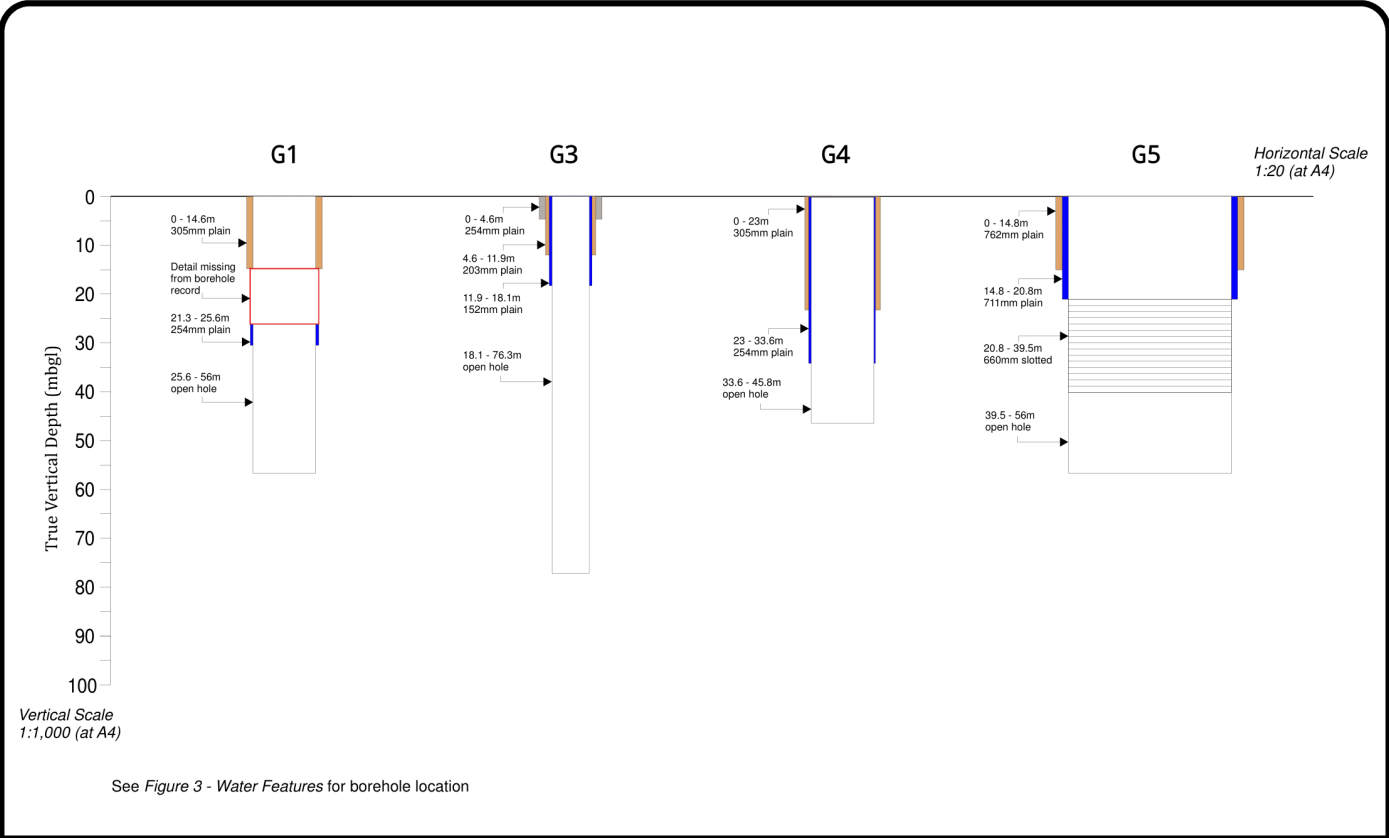 G1
G3
G4
G5
Horizontal Scale
1:20 (at A4)
0
10
20
30
40
50
60
70
80
90
100
True Vertical Depth (mbgl)
0 - 14.6m
305mm plain
Detail missing
from borehole
record
21.3 - 25.6m
254mm plain
25.6 - 56m
open hole
0 - 4.6m
254mm plain
4.6 - 11.9m
203mm plain
11.9 - 18.1m
152mm plain
18.1 - 76.3m
open hole
0 - 23m
305mm plain
23 - 33.6m
254mm plain
33.6 - 45.8m
open hole
0 - 14.8m
762mm plain
14.8 - 20.8m
711mm plain
20.8 - 39.5m
660mm slotted
39.5 - 56m
open hole
Vertical Scale
1:1,000 (at A4)
See Figure 3 - Water Features for borehole location